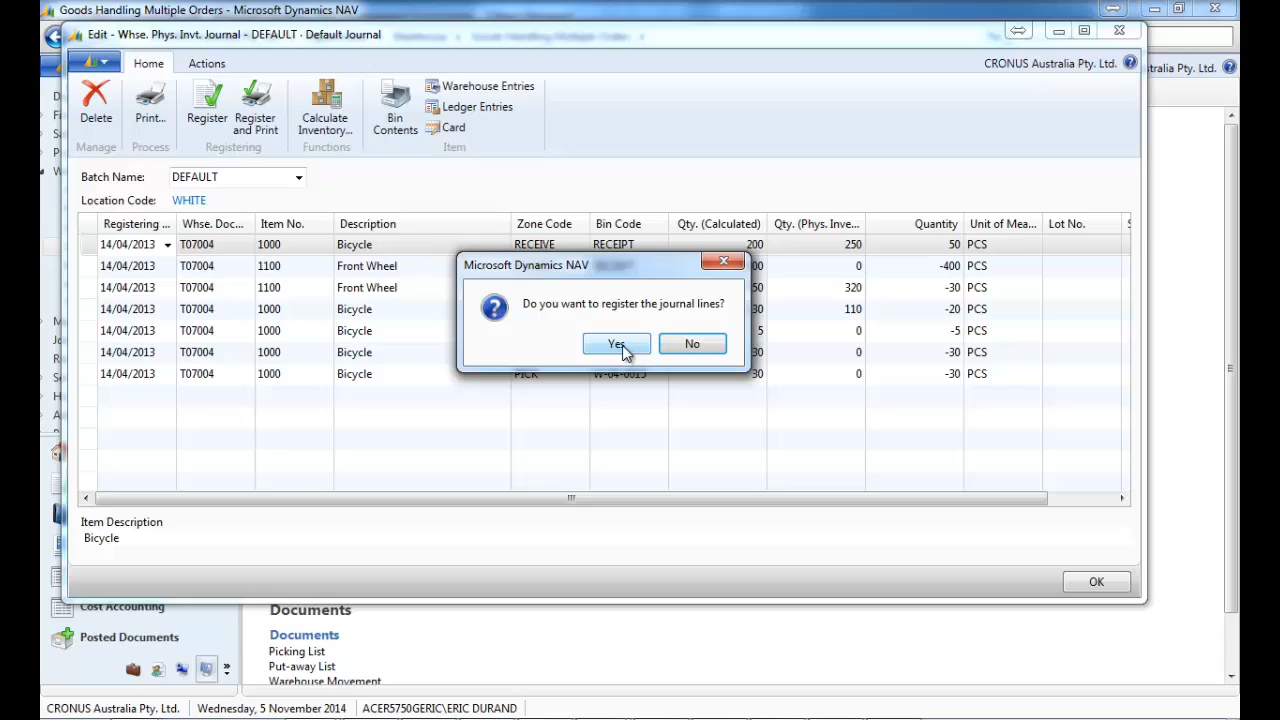 Goods Handling Multiple Orders - Microsoft Dynamics NAV
Edit - Whse. Phys. Invt. Journal - DEFAULT · Default Journal
Home Actions CRONUS Australia Pty. Ltd. tralia Pty. Ltd.
Delete Print... Register Register and Print Calculate Inventory... Bin Contents Warehouse Entries
Ledger Entries
Card
Manage Process Registering Functions Item
Batch Name: DEFAULT
Location Code: WHITE
Registering ... Whse. Doc... Item No. Description Zone Code Bin Code Qty. (Calculated) Qty. (Phys. Inve... Quantity Unit of Mea... Lot No.
14/04/2013 T07004 1000 Bicycle RECEIVE RECEIPT 200 250 50 PCS
14/04/2013 T07004 1100 Front Wheel 0 -400 PCS
14/04/2013 T07004 1100 Front Wheel 320 -30 PCS
14/04/2013 T07004 1000 Bicycle 110 -20 PCS
14/04/2013 T07004 1000 Bicycle 5 0 -5 PCS
14/04/2013 T07004 1000 Bicycle 0 -30 PCS
14/04/2013 T07004 1000 Bicycle PICK W-04-0015 30 0 -30 PCS
Microsoft Dynamics NAV
Do you want to register the journal lines?
Yes No
Item Description
Bicycle
OK
Cost Accounting
Posted Documents
Documents
Documents
Picking List
Put-away List
Warehouse Movement
CRONUS Australia Pty. Ltd. Wednesday, 5 November 2014 ACER5750GERIC\ERIC DURAND